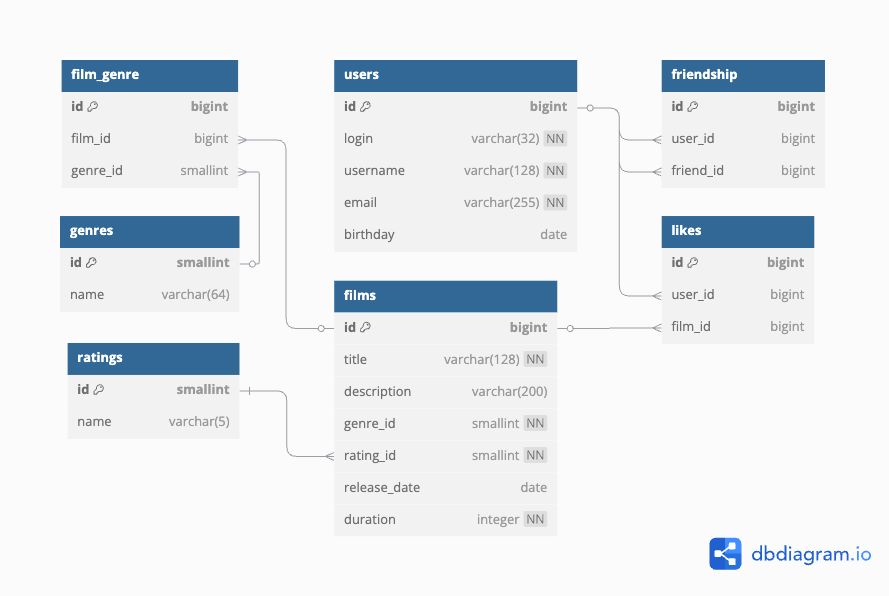 film_genre
id bigint
film_id bigint
genre_id smallint
genres
id smallint
name varchar(64)
ratings
id smallint
name varchar(5)
users
id bigint
login varchar(32) NN
username varchar(128) NN
email varchar(255) NN
birthday date
films
id bigint
title varchar(128) NN
description varchar(200)
genre_id smallint NN
rating_id smallint NN
release_date date
duration integer NN
friendship
id bigint
user_id bigint
friend_id bigint
likes
id bigint
user_id bigint
film_id bigint
dbdiagram.io